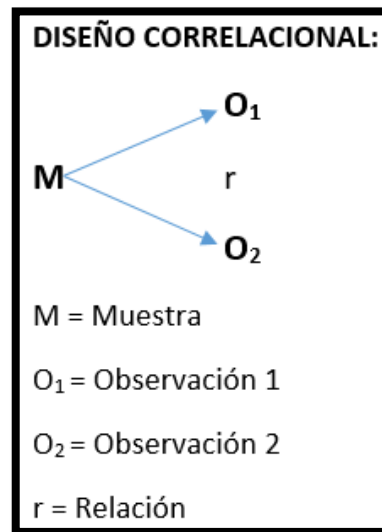 DISEÑO CORRELACIONAL:
O₁
M
r
O₂
M = Muestra
O₁ = Observación 1
O₂ = Observación 2
r = Relación